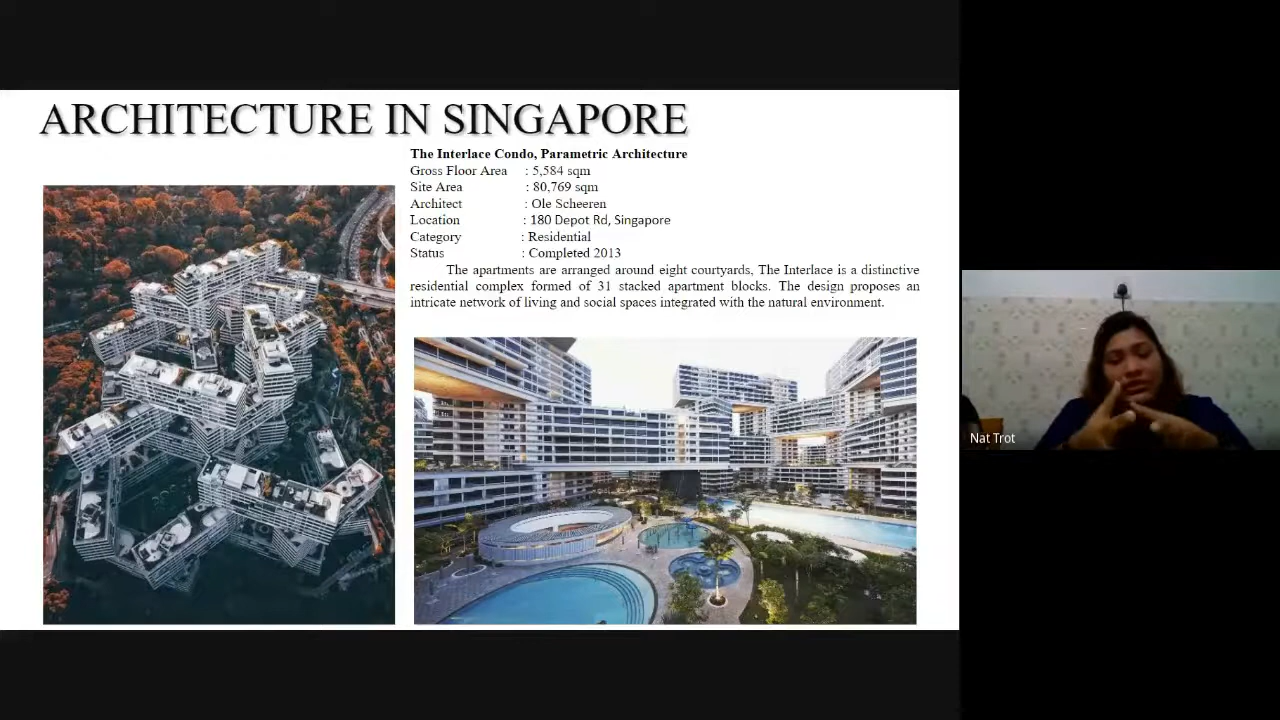 ARCHITECTURE IN SINGAPORE
The Interlace Condo, Parametric Architecture
Gross Floor Area : 5,584 sqm
Site Area : 80,769 sqm
Architect : Ole Scheeren
Location : 180 Depot Rd, Singapore
Category : Residential
Status : Completed 2013
The apartments are arranged around eight courtyards, The Interlace is a distinctive
residential complex formed of 31 stacked apartment blocks. The design proposes an
intricate network of living and social spaces integrated with the natural environment.
Nat Trot